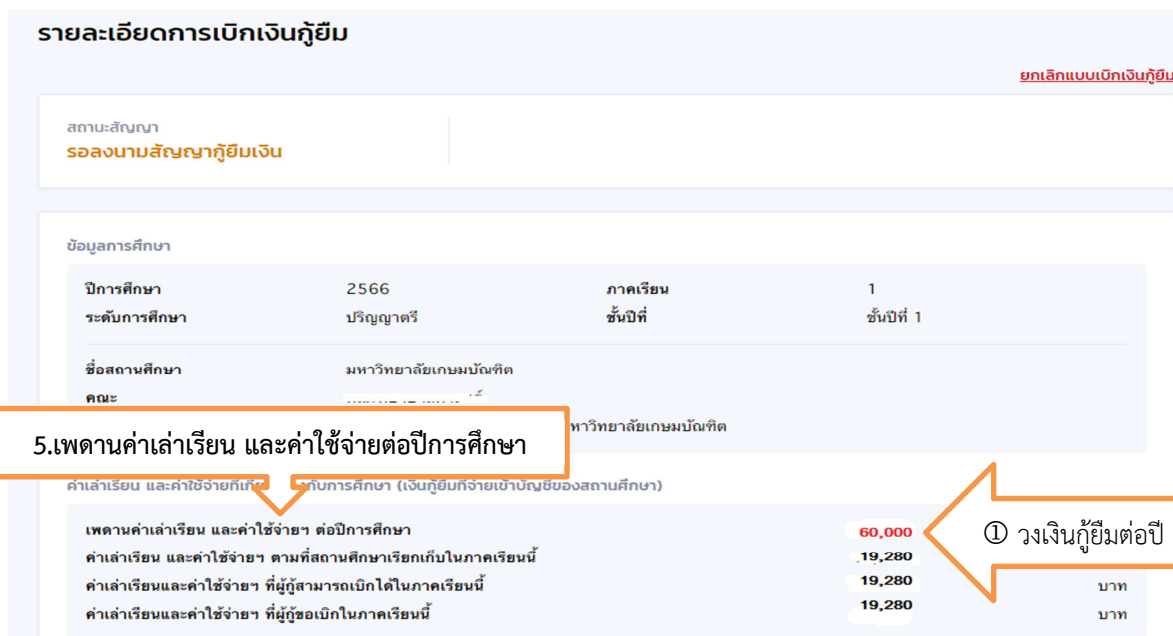 รายละเอียดการเบิกเงินกู้ยืม
ยกเลิกแบบเบิกเงินกู้ยืม
สถานะสัญญา
รอลงนามสัญญากู้ยืมเงิน
ข้อมูลการศึกษา
ปีการศึกษา 2566 ภาคเรียน 1
ระดับการศึกษา ปริญญาตรี ชั้นปีที่ ชั้นปีที่ 1
ชื่อสถานศึกษา มหาวิทยาลัยเกษมบัณฑิต
คณะ
หาวิทยาลัยเกษมบัณฑิต
5.เพดานค่าเล่าเรียน และค่าใช้จ่ายต่อปีการศึกษา
ค่าเล่าเรียน และค่าใช้จ่ายที่เกี่ยวข้องกับการศึกษา (เงินกู้ยืมที่จ่ายเข้าบัญชีของสถานศึกษา)
เพดานค่าเล่าเรียน และค่าใช้จ่ายฯ ต่อปีการศึกษา 60,000
① วงเงินกู้ยืมต่อปี
ค่าเล่าเรียน และค่าใช้จ่ายฯ ตามที่สถานศึกษาเรียกเก็บในภาคเรียนนี้ 19,280
ค่าเล่าเรียนและค่าใช้จ่ายฯ ที่ผู้กู้สามารถเบิกได้ในภาคเรียนนี้ 19,280 บาท
ค่าเล่าเรียนและค่าใช้จ่ายฯ ที่ผู้กู้ขอเบิกในภาคเรียนนี้ 19,280 บาท